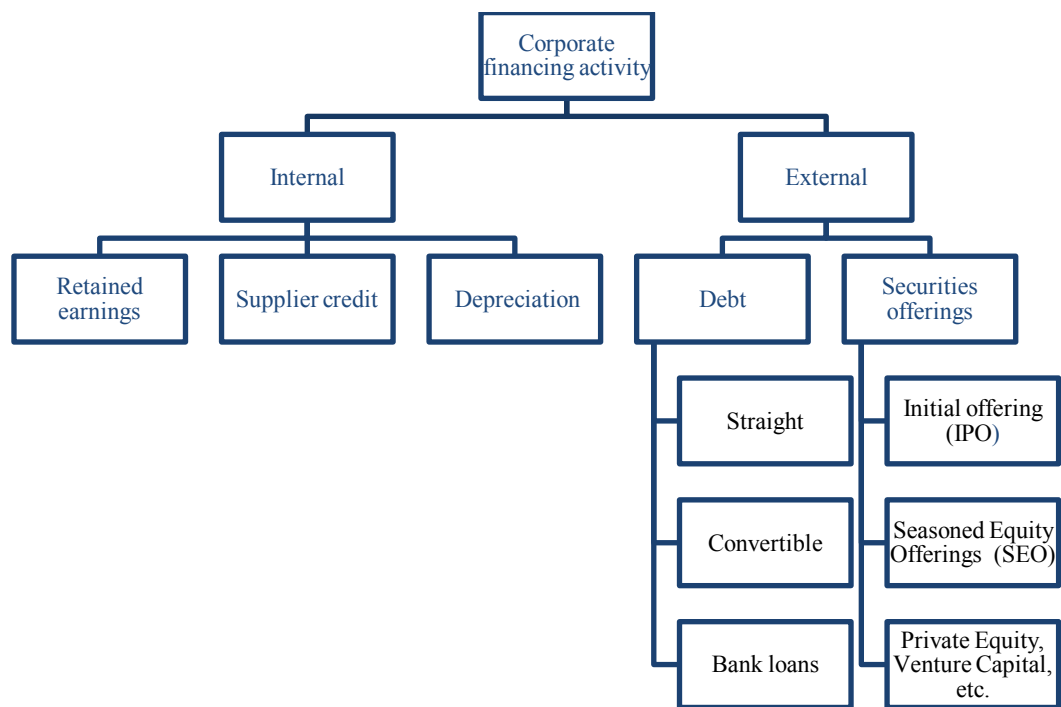 Corporate
financing activity
Internal
External
Retained
earnings
Supplier credit
Depreciation
Debt
Securities
offerings
Straight
Initial offering
(IPO)
Convertible
Seasoned Equity
Offerings (SEO)
Bank loans
Private Equity,
Venture Capital,
etc.